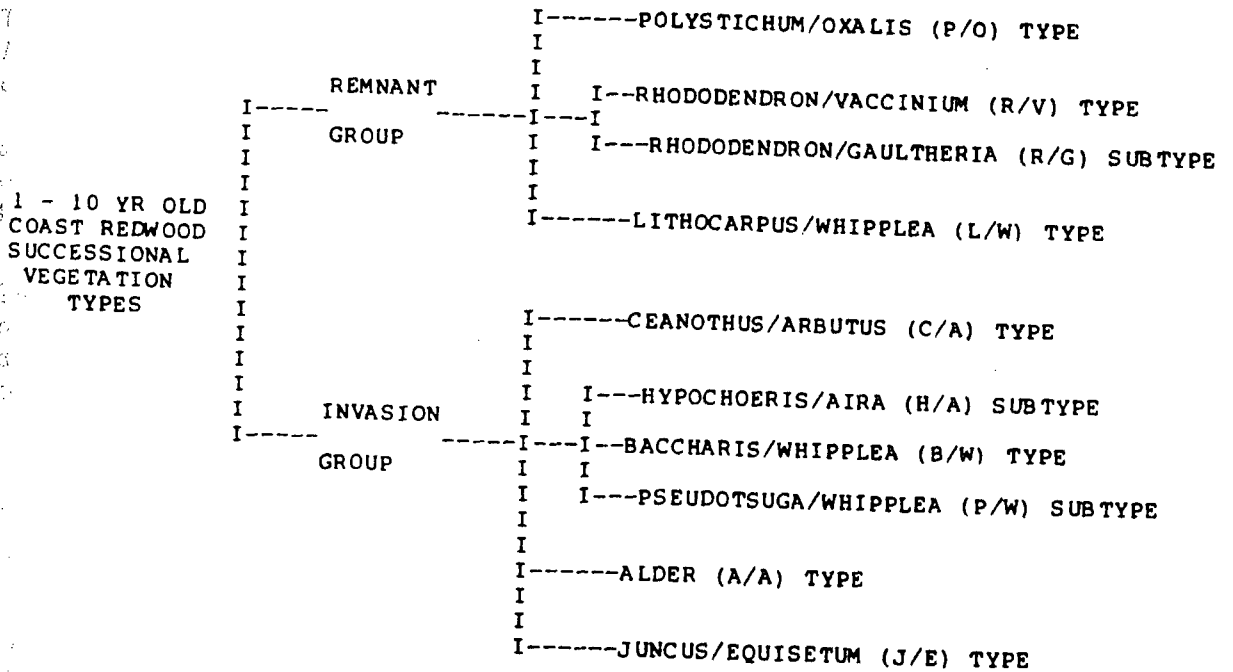 POLYSTICHUM/OXALIS (P/O) TYPE
REMNANT
GROUP
RHODODENDRON/VACCINIUM (R/V) TYPE
RHODODENDRON/GAULTHERIA (R/G) SUBTYPE
LITHOCARPUS/WHIPPLEA (L/W) TYPE
1 - 10 YR OLD
COAST REDWOOD
SUCCESSIONAL
VEGETATION
TYPES
CEANOTHUS/ARBUTUS (C/A) TYPE
INVASION
GROUP
HYPOCHOERIS/AIRA (H/A) SUBTYPE
BACCHARIS/WHIPPLEA (B/W) TYPE
PSEUDOTSUGA/WHIPPLEA (P/W) SUBTYPE
ALDER (A/A) TYPE
JUNCUS/EQUISETUM (J/E) TYPE